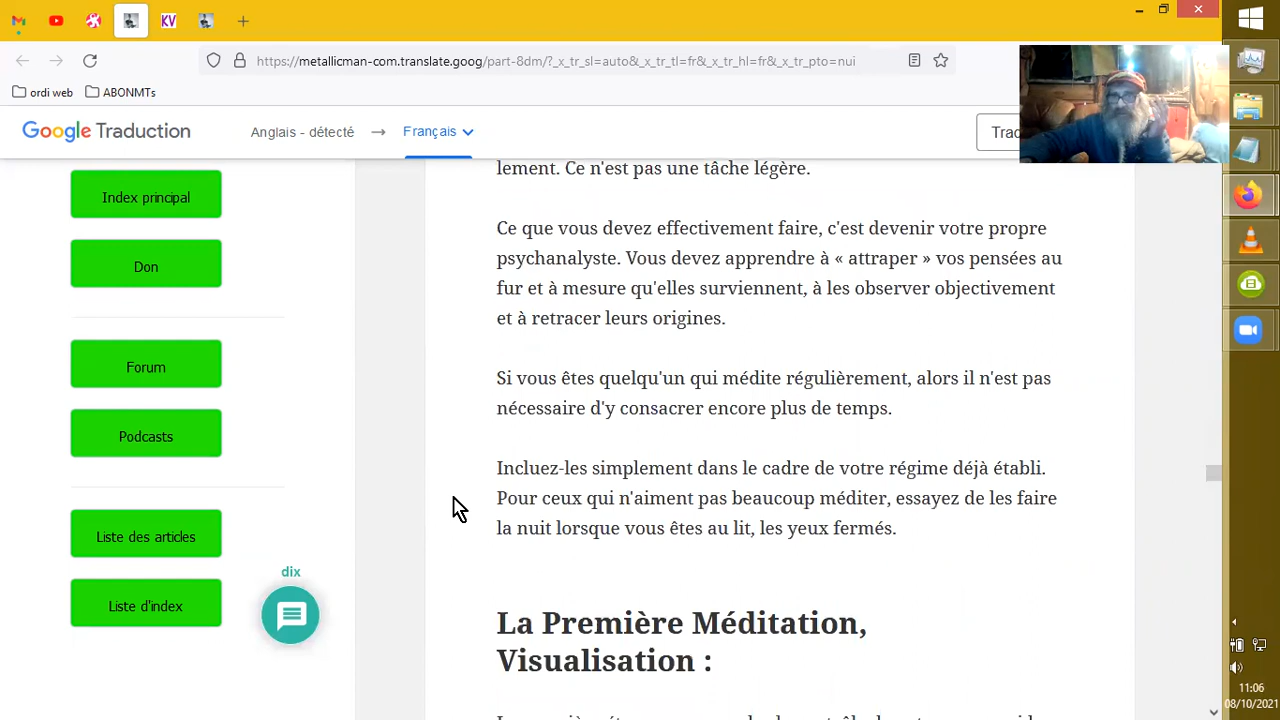 https://metallicman-com.translate.goog/part-8dm/?_x_tr_sl=auto&_x_tr_tl=fr&_x_tr_hl=fr&_x_tr_pto=nui
ordi web
ABONMTs
Google Traduction
Anglais - détecté
→
Français
Trad
Index principal
Don
Forum
Podcasts
Liste des articles
Liste d'index
dix
lement. Ce n'est pas une tâche légère.
Ce que vous devez effectivement faire, c'est devenir votre propre
psychanalyste. Vous devez apprendre à « attraper » vos pensées au
fur et à mesure qu'elles surviennent, à les observer objectivement
et à retracer leurs origines.
Si vous êtes quelqu'un qui médite régulièrement, alors il n'est pas
nécessaire d'y consacrer encore plus de temps.
Incluez-les simplement dans le cadre de votre régime déjà établi.
Pour ceux qui n'aiment pas beaucoup méditer, essayez de les faire
la nuit lorsque vous êtes au lit, les yeux fermés.
La Première Méditation,
Visualisation :
KV
11:06
08/10/2021